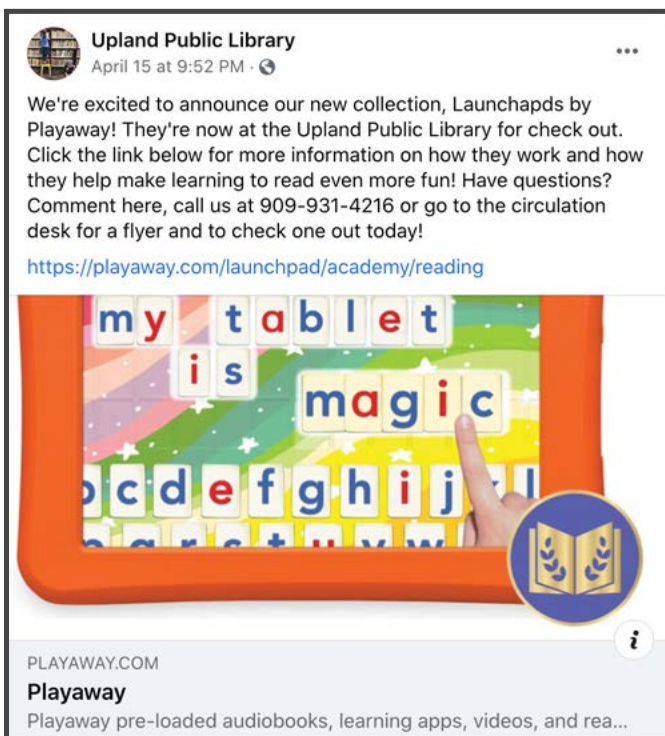 Upland Public Library
April 15 at 9:52 PM ·
We're excited to announce our new collection, Launchapds by
Playaway! They're now at the Upland Public Library for check out.
Click the link below for more information on how they work and how
they help make learning to read even more fun! Have questions?
Comment here, call us at 909-931-4216 or go to the circulation
desk for a flyer and to check one out today!
https://playaway.com/launchpad/academy/reading
my tablet
is
magic
b c d e f g h i j k l
q r s t u v w
i
PLAYAWAY.COM
Playaway
Playaway pre-loaded audiobooks, learning apps, videos, and rea...